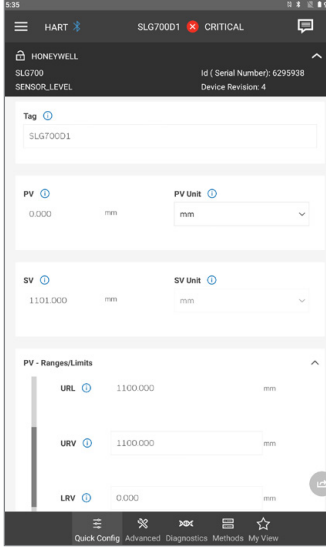 5:35
HART SLG700D1 CRITICAL
HONEYWELL
SLG700 Id ( Serial Number): 6295938
SENSOR_LEVEL Device Revision: 4
Tag
SLG700D1
PV PV Unit
0.000 mm mm
SV SV Unit
1101.000 mm mm
PV - Ranges/Limits
URL 1100.000 mm
URV 1100.000 mm
LRV 0.000 mm
Quick Config Advanced Diagnostics Methods My View